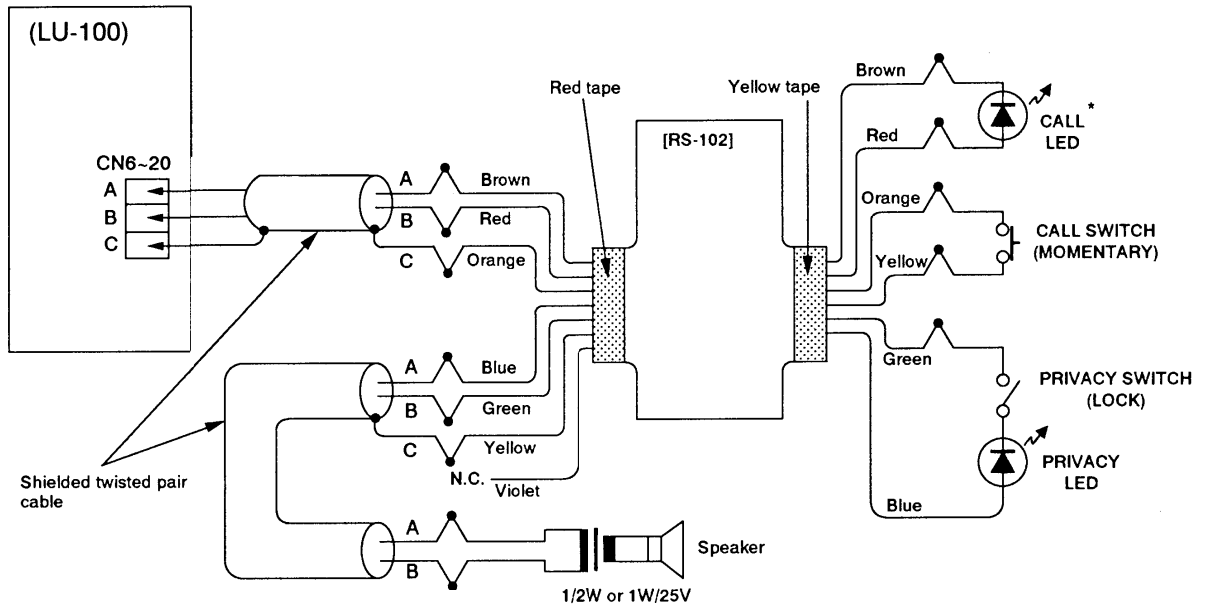 (LU-100)
CN6~20
A
B
C
A
B
C
Brown
Red
Orange
Red tape
Yellow tape
[RS-102]
Brown
Red
CALL *
LED
Orange
Yellow
CALL SWITCH
(MOMENTARY)
Green
PRIVACY SWITCH
(LOCK)
PRIVACY
LED
Blue
A
B
C
Blue
Green
Yellow
N.C.
Violet
Shielded twisted pair
cable
A
B
Speaker
1/2W or 1W/25V